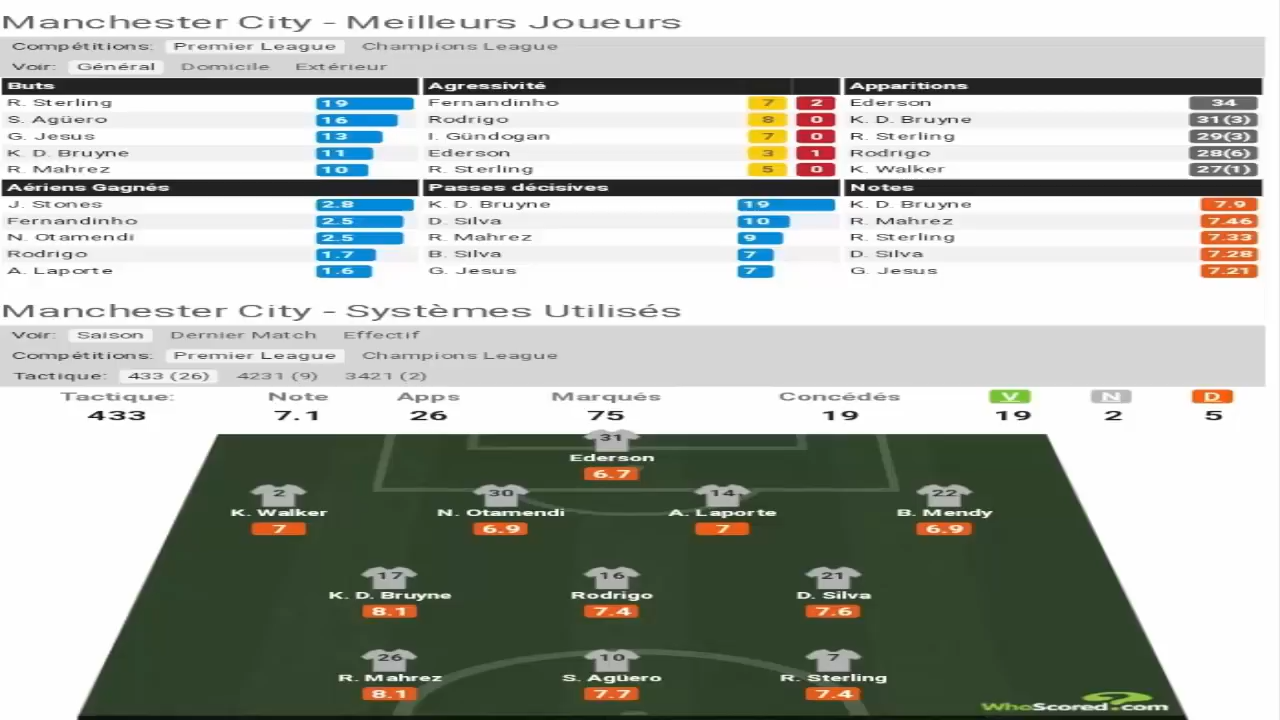 Manchester City - Meilleurs Joueurs
Compétitions: Premier League Champions League
Voir: Général Domicile Extérieur
Buts Agressivité Apparitions
R. Sterling 19 Fernandinho 7 2 Ederson 34
S. Agüero 16 Rodrigo 8 0 K. D. Bruyne 31(3)
G. Jesus 13 I. Gündogan 7 0 R. Sterling 29(3)
K. D. Bruyne 11 Ederson 3 1 Rodrigo 28(6)
R. Mahrez 10 R. Sterling 5 0 K. Walker 27(1)
Aériens Gagnés Passes décisives Notes
J. Stones 2.8 K. D. Bruyne 19 K. D. Bruyne 7.9
Fernandinho 2.5 D. Silva 10 R. Mahrez 7.46
N. Otamendi 2.5 R. Mahrez 9 R. Sterling 7.33
Rodrigo 1.7 B. Silva 7 D. Silva 7.28
A. Laporte 1.6 G. Jesus 7 G. Jesus 7.21
Manchester City - Systèmes Utilisés
Voir: Saison Dernier Match Effectif
Compétitions: Premier League Champions League
Tactique: 433 (26) 4231 (9) 3421 (2)
Tactique: Note Apps Marqués Concédés V N D
433 7.1 26 75 19 19 2 5
31
Ederson
6.7
2 30 14 22
K. Walker N. Otamendi A. Laporte B. Mendy
7 6.9 7 6.9
17 16 21
K. D. Bruyne Rodrigo D. Silva
8.1 7.4 7.6
26 10 7
R. Mahrez S. Agüero R. Sterling
8.1 7.7 7.4
WhoScored.com